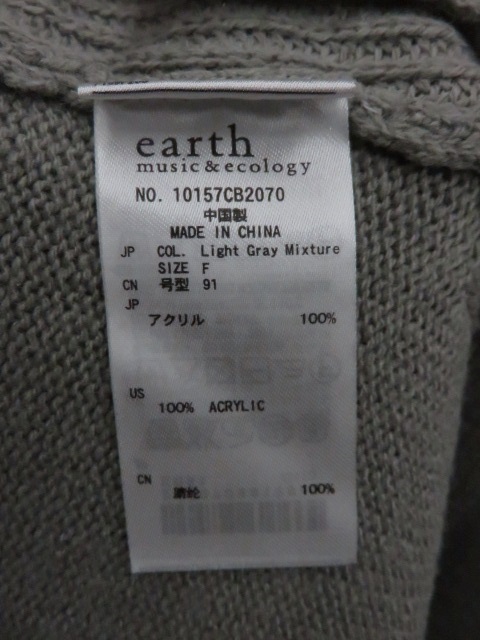 earth
music & ecology
NO. 10157CB2070
中国製
MADE IN CHINA
JP COL. Light Gray Mixture
SIZE F
CN 号型 91
JP
アクリル 100%
US
100% ACRYLIC
CN
腈纶 100%